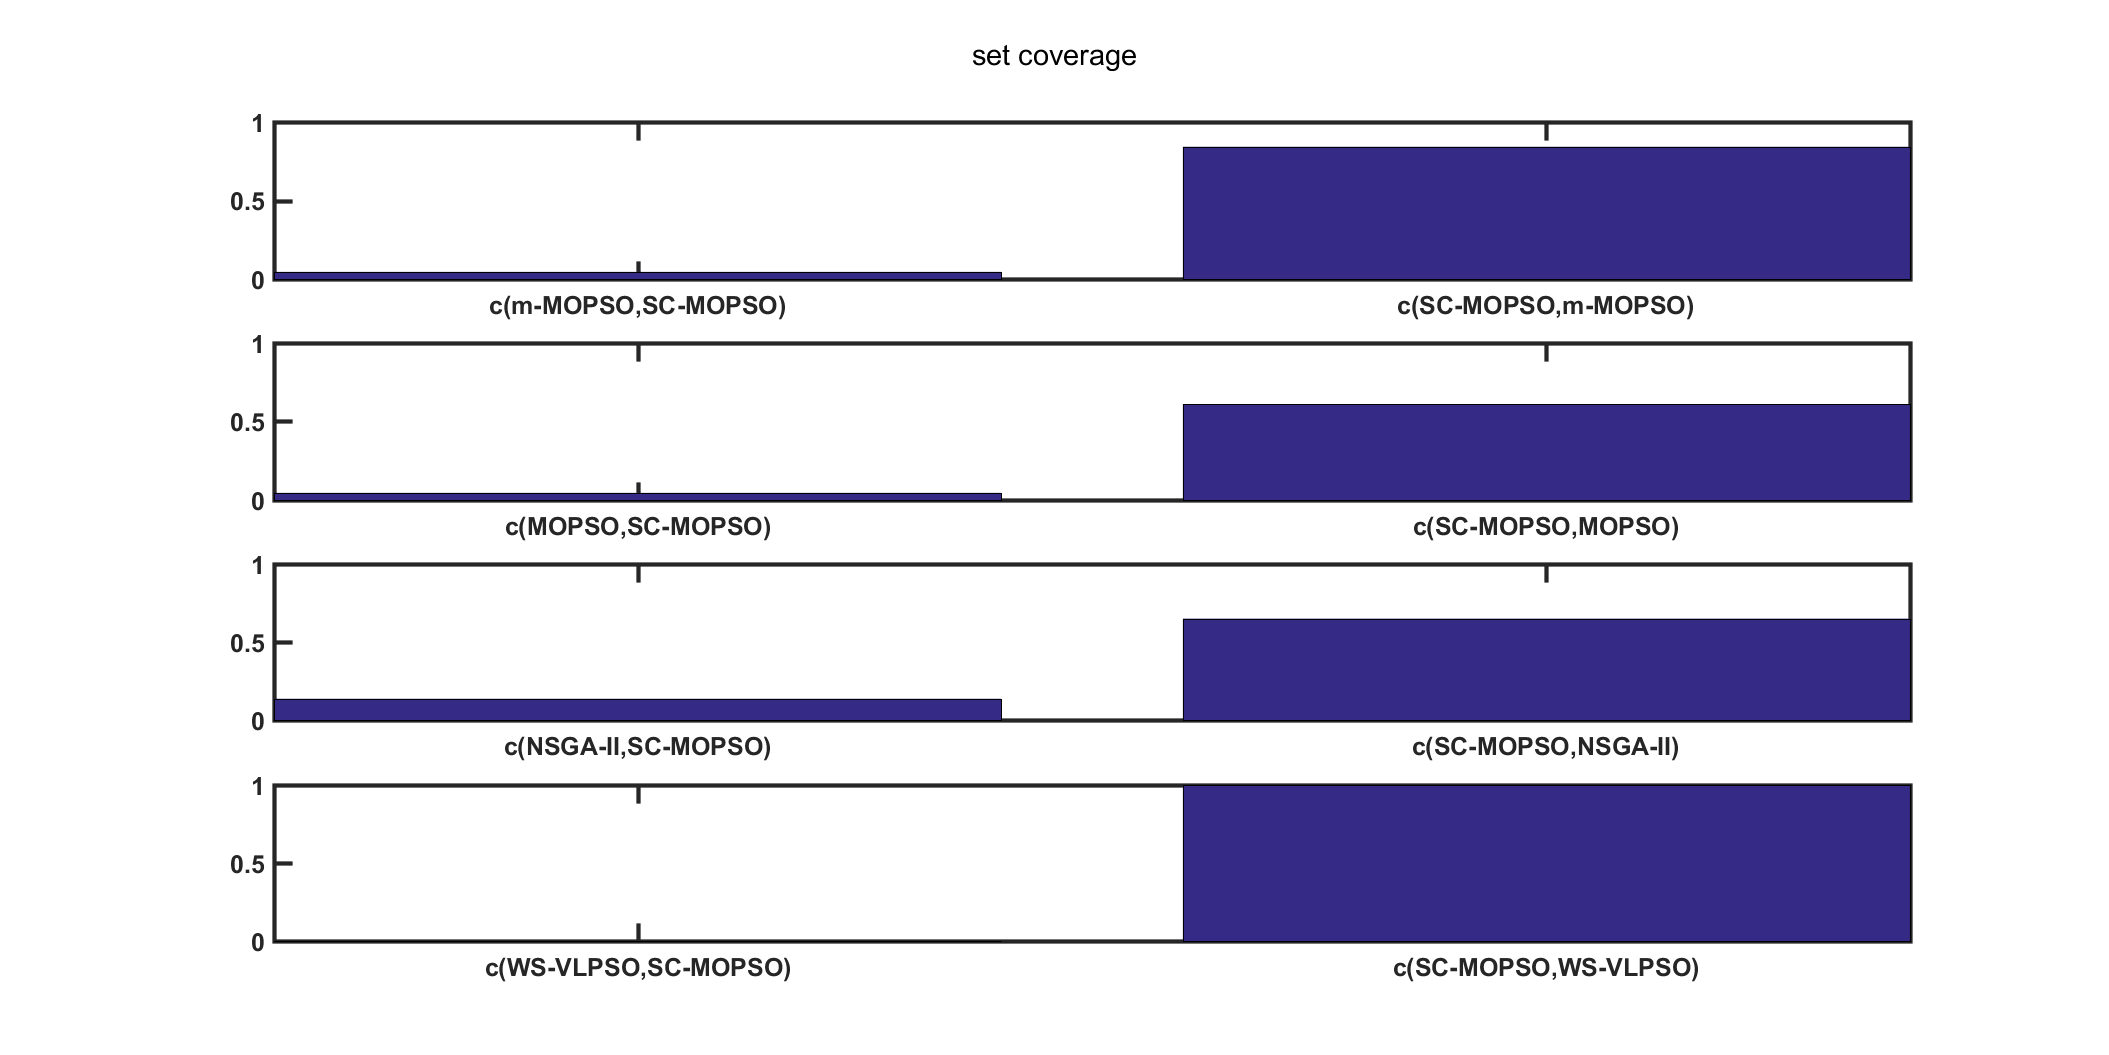 set coverage
1
0.5
0
c(m-MOPSO,SC-MOPSO) c(SC-MOPSO,m-MOPSO)
1
0.5
0
c(MOPSO,SC-MOPSO) c(SC-MOPSO,MOPSO)
1
0.5
0
c(NSGA-II,SC-MOPSO) c(SC-MOPSO,NSGA-II)
1
0.5
0
c(WS-VLPSO,SC-MOPSO) c(SC-MOPSO,WS-VLPSO)